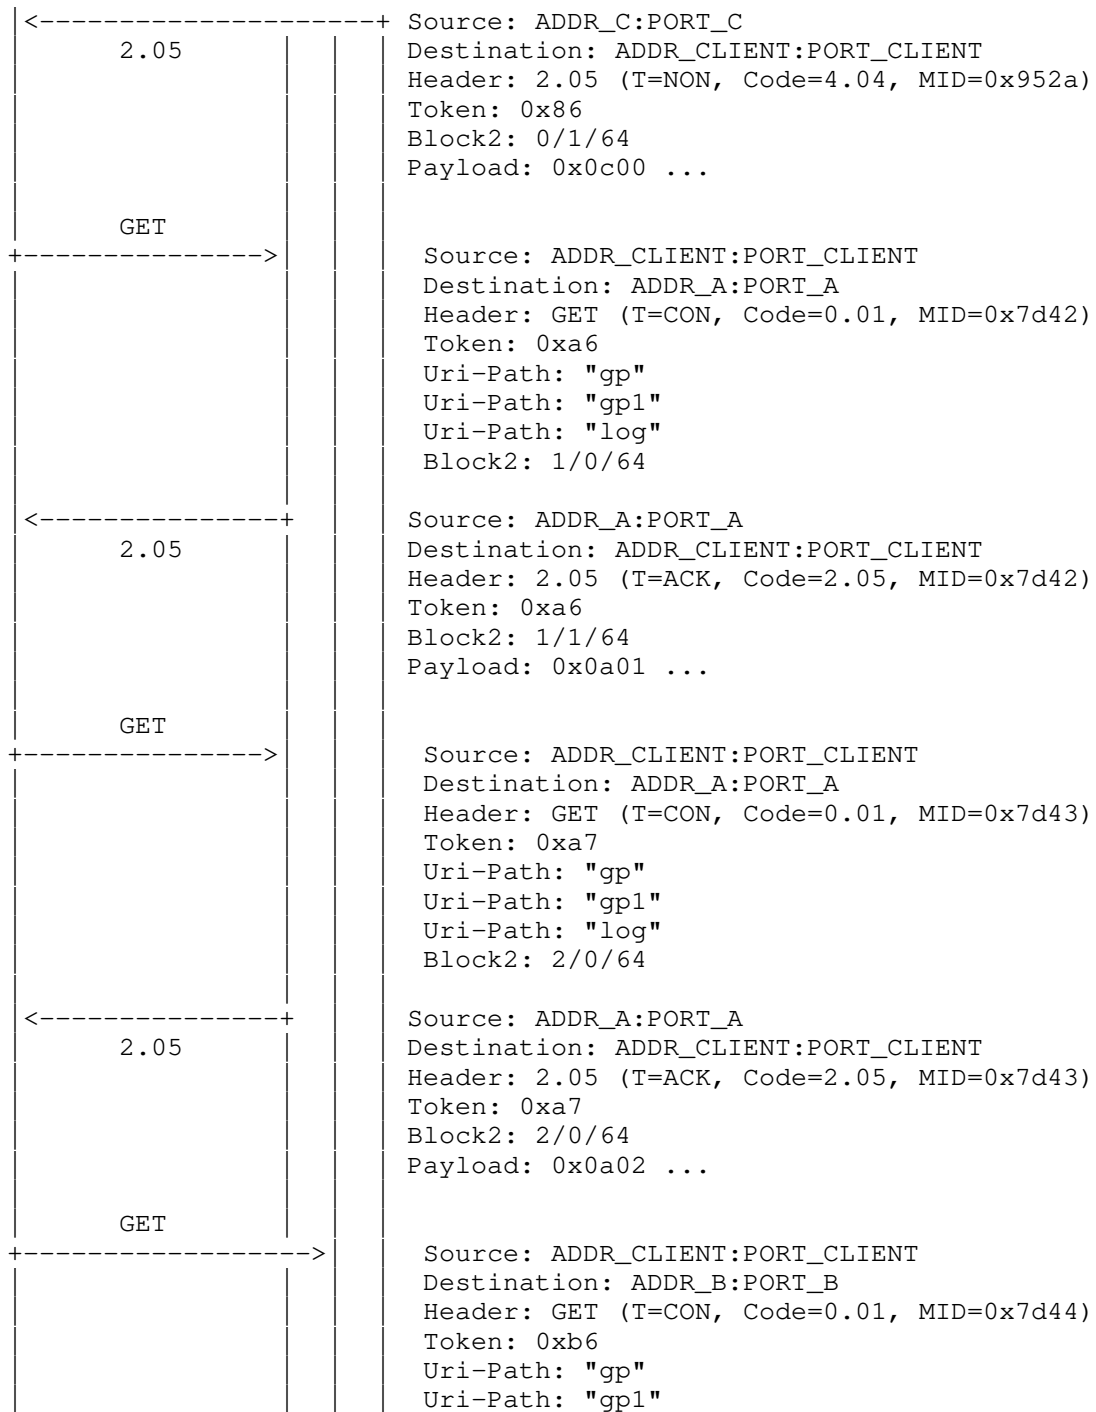 |<---------------------+ Source: ADDR_C:PORT_C
2.05 | | | Destination: ADDR_CLIENT:PORT_CLIENT
Header: 2.05 (T=NON, Code=4.04, MID=0x952a)
Token: 0x86
Block2: 0/1/64
Payload: 0x0c00 ...
GET
+---------------> Source: ADDR_CLIENT:PORT_CLIENT
Destination: ADDR_A:PORT_A
Header: GET (T=CON, Code=0.01, MID=0x7d42)
Token: 0xa6
Uri-Path: "gp"
Uri-Path: "gp1"
Uri-Path: "log"
Block2: 1/0/64
<---------------+ Source: ADDR_A:PORT_A
2.05 Destination: ADDR_CLIENT:PORT_CLIENT
Header: 2.05 (T=ACK, Code=2.05, MID=0x7d42)
Token: 0xa6
Block2: 1/1/64
Payload: 0x0a01 ...
GET
+---------------> Source: ADDR_CLIENT:PORT_CLIENT
Destination: ADDR_A:PORT_A
Header: GET (T=CON, Code=0.01, MID=0x7d43)
Token: 0xa7
Uri-Path: "gp"
Uri-Path: "gp1"
Uri-Path: "log"
Block2: 2/0/64
<---------------+ Source: ADDR_A:PORT_A
2.05 Destination: ADDR_CLIENT:PORT_CLIENT
Header: 2.05 (T=ACK, Code=2.05, MID=0x7d43)
Token: 0xa7
Block2: 2/0/64
Payload: 0x0a02 ...
GET
+------------------> Source: ADDR_CLIENT:PORT_CLIENT
Destination: ADDR_B:PORT_B
Header: GET (T=CON, Code=0.01, MID=0x7d44)
Token: 0xb6
Uri-Path: "gp"
Uri-Path: "gp1"